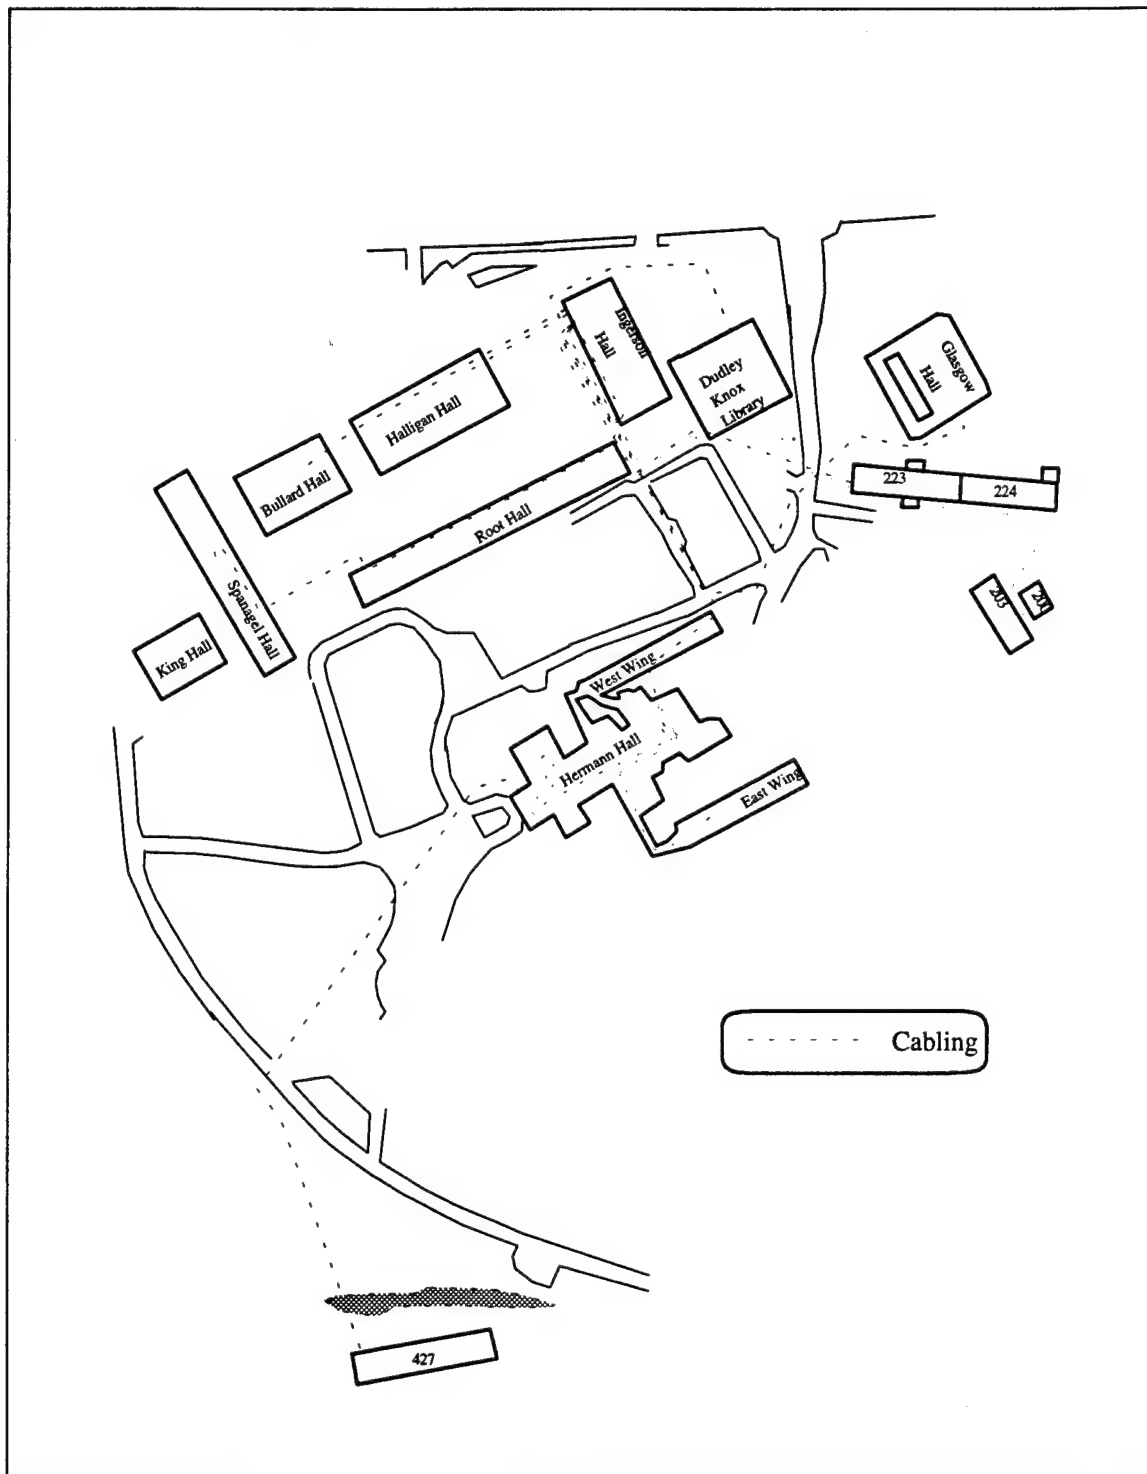 Ingersoll
Hall
Glasgow
Hall
Dudley
Knox
Library
Halligan Hall
Bullard Hall
223
224
Root Hall
Spanagel Hall
203
200
King Hall
West Wing
Hermann Hall
East Wing
Cabling
427